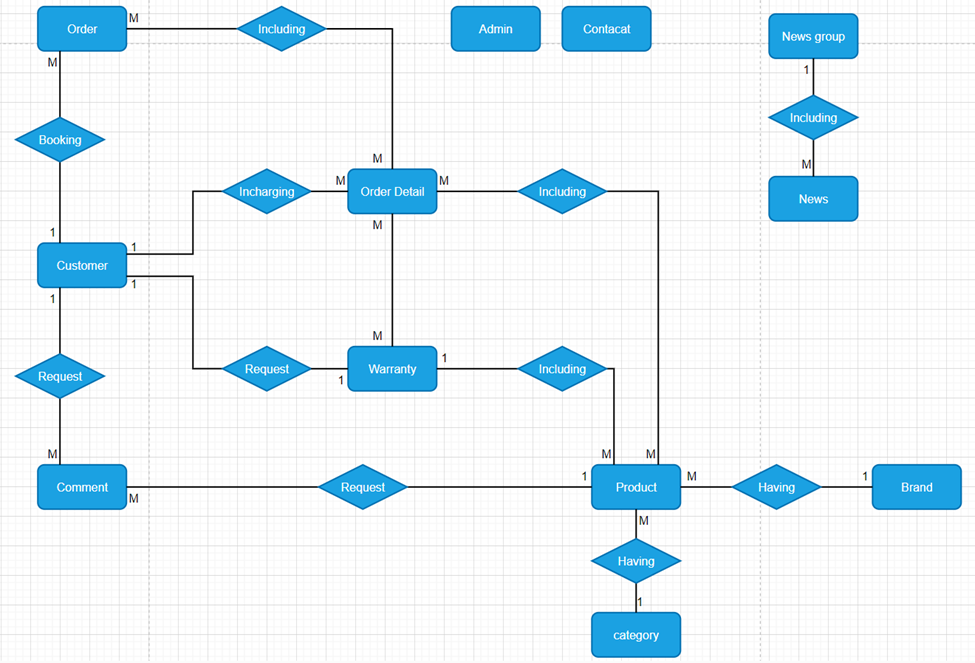 Order
M
Including
Admin
Contacat
News group
M
1
Booking
Including
M
M
News
Incharging
M
Order Detail
M
Including
M
1
Customer
1
1
1
M
Request
Request
1
Warranty
1
Including
M
M
M
Comment
M
Request
1
Product
M
Having
1
Brand
M
Having
1
category